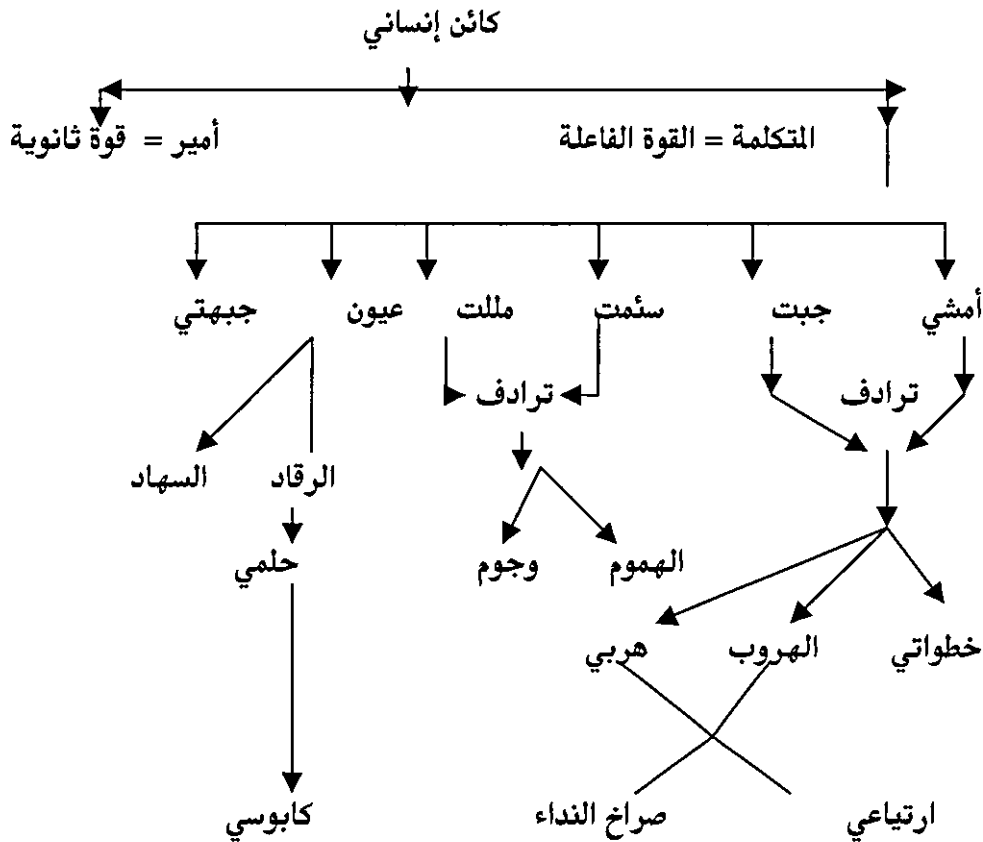 كائن إنساني
المتكلمة = القوة الفاعلة أمير = قوة ثانوية
أمشي جبت سئمت مللت عيون جبهتي
ترادف ترادف
الرقاد السهاد
الهموم وجوم حلمي
خطواتي الهروب هربي
ارتياعي صراخ النداء كابوسي